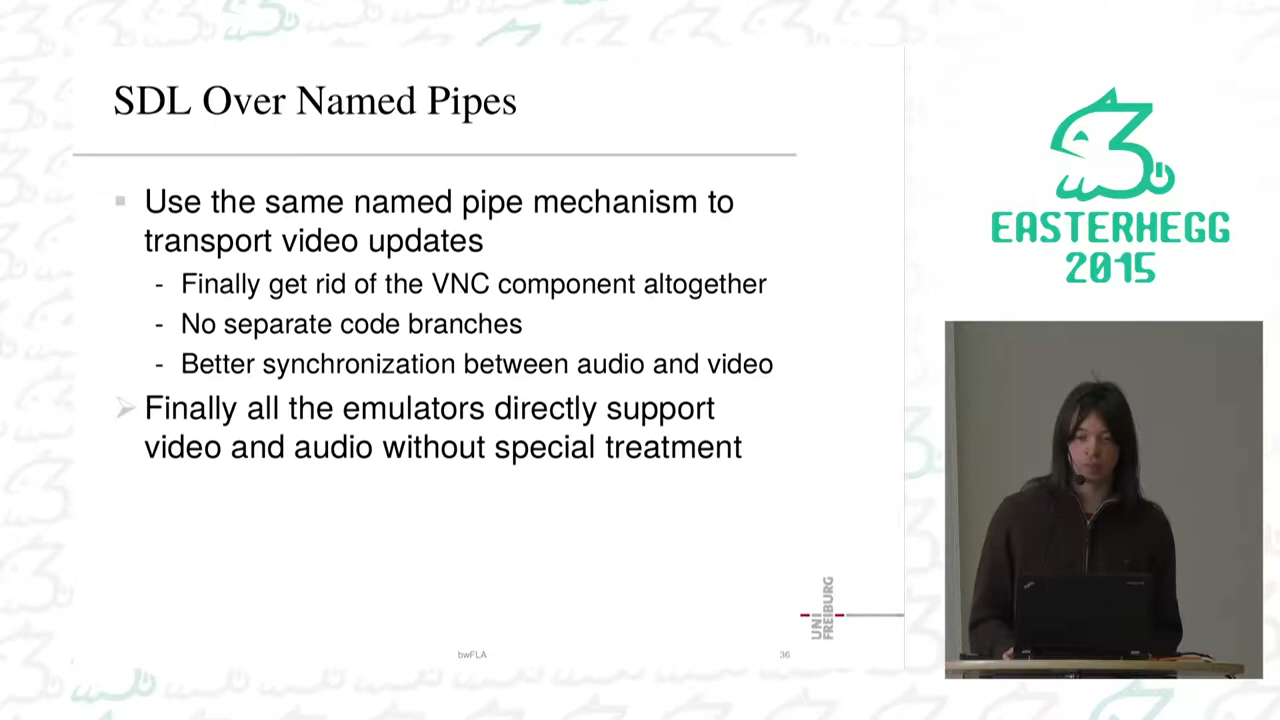 SDL Over Named Pipes
Use the same named pipe mechanism to
transport video updates
- Finally get rid of the VNC component altogether
- No separate code branches
- Better synchronization between audio and video
Finally all the emulators directly support
video and audio without special treatment
UNI
FREIBURG
bwFLA
36
EASTERHEGG
2015